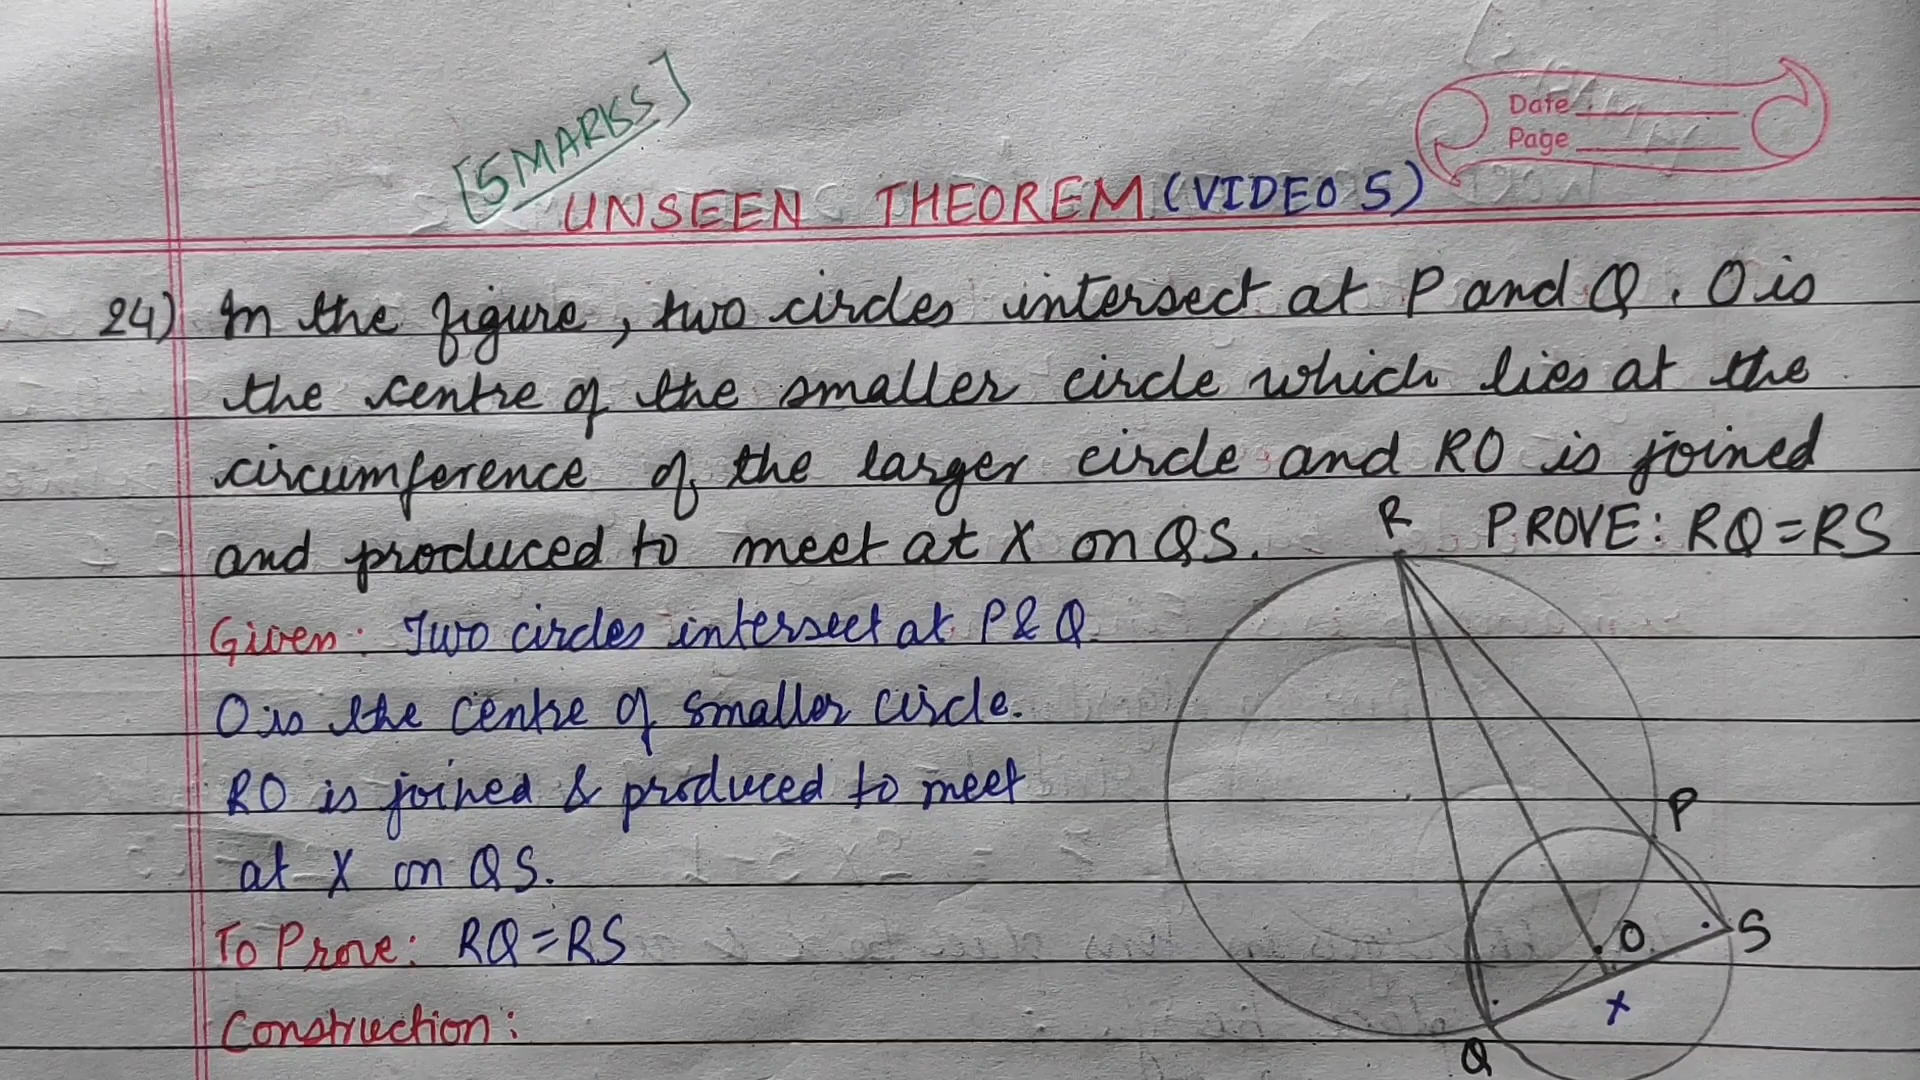 [5 MARKS]
Date
Page
UNSEEN THEOREM (VIDEO 5)
24) In the figure, two circles intersect at P and Q. O is
the centre of the smaller circle which lies at the
circumference of the larger circle and RO is joined
and produced to meet at X on QS.
PROVE: RQ=RS
Given: Two circles intersect at P & Q.
O is the centre of smaller circle.
RO is joined & produced to meet
at X on QS.
To Prove: RQ=RS
Construction:
R
P
O
S
X
Q